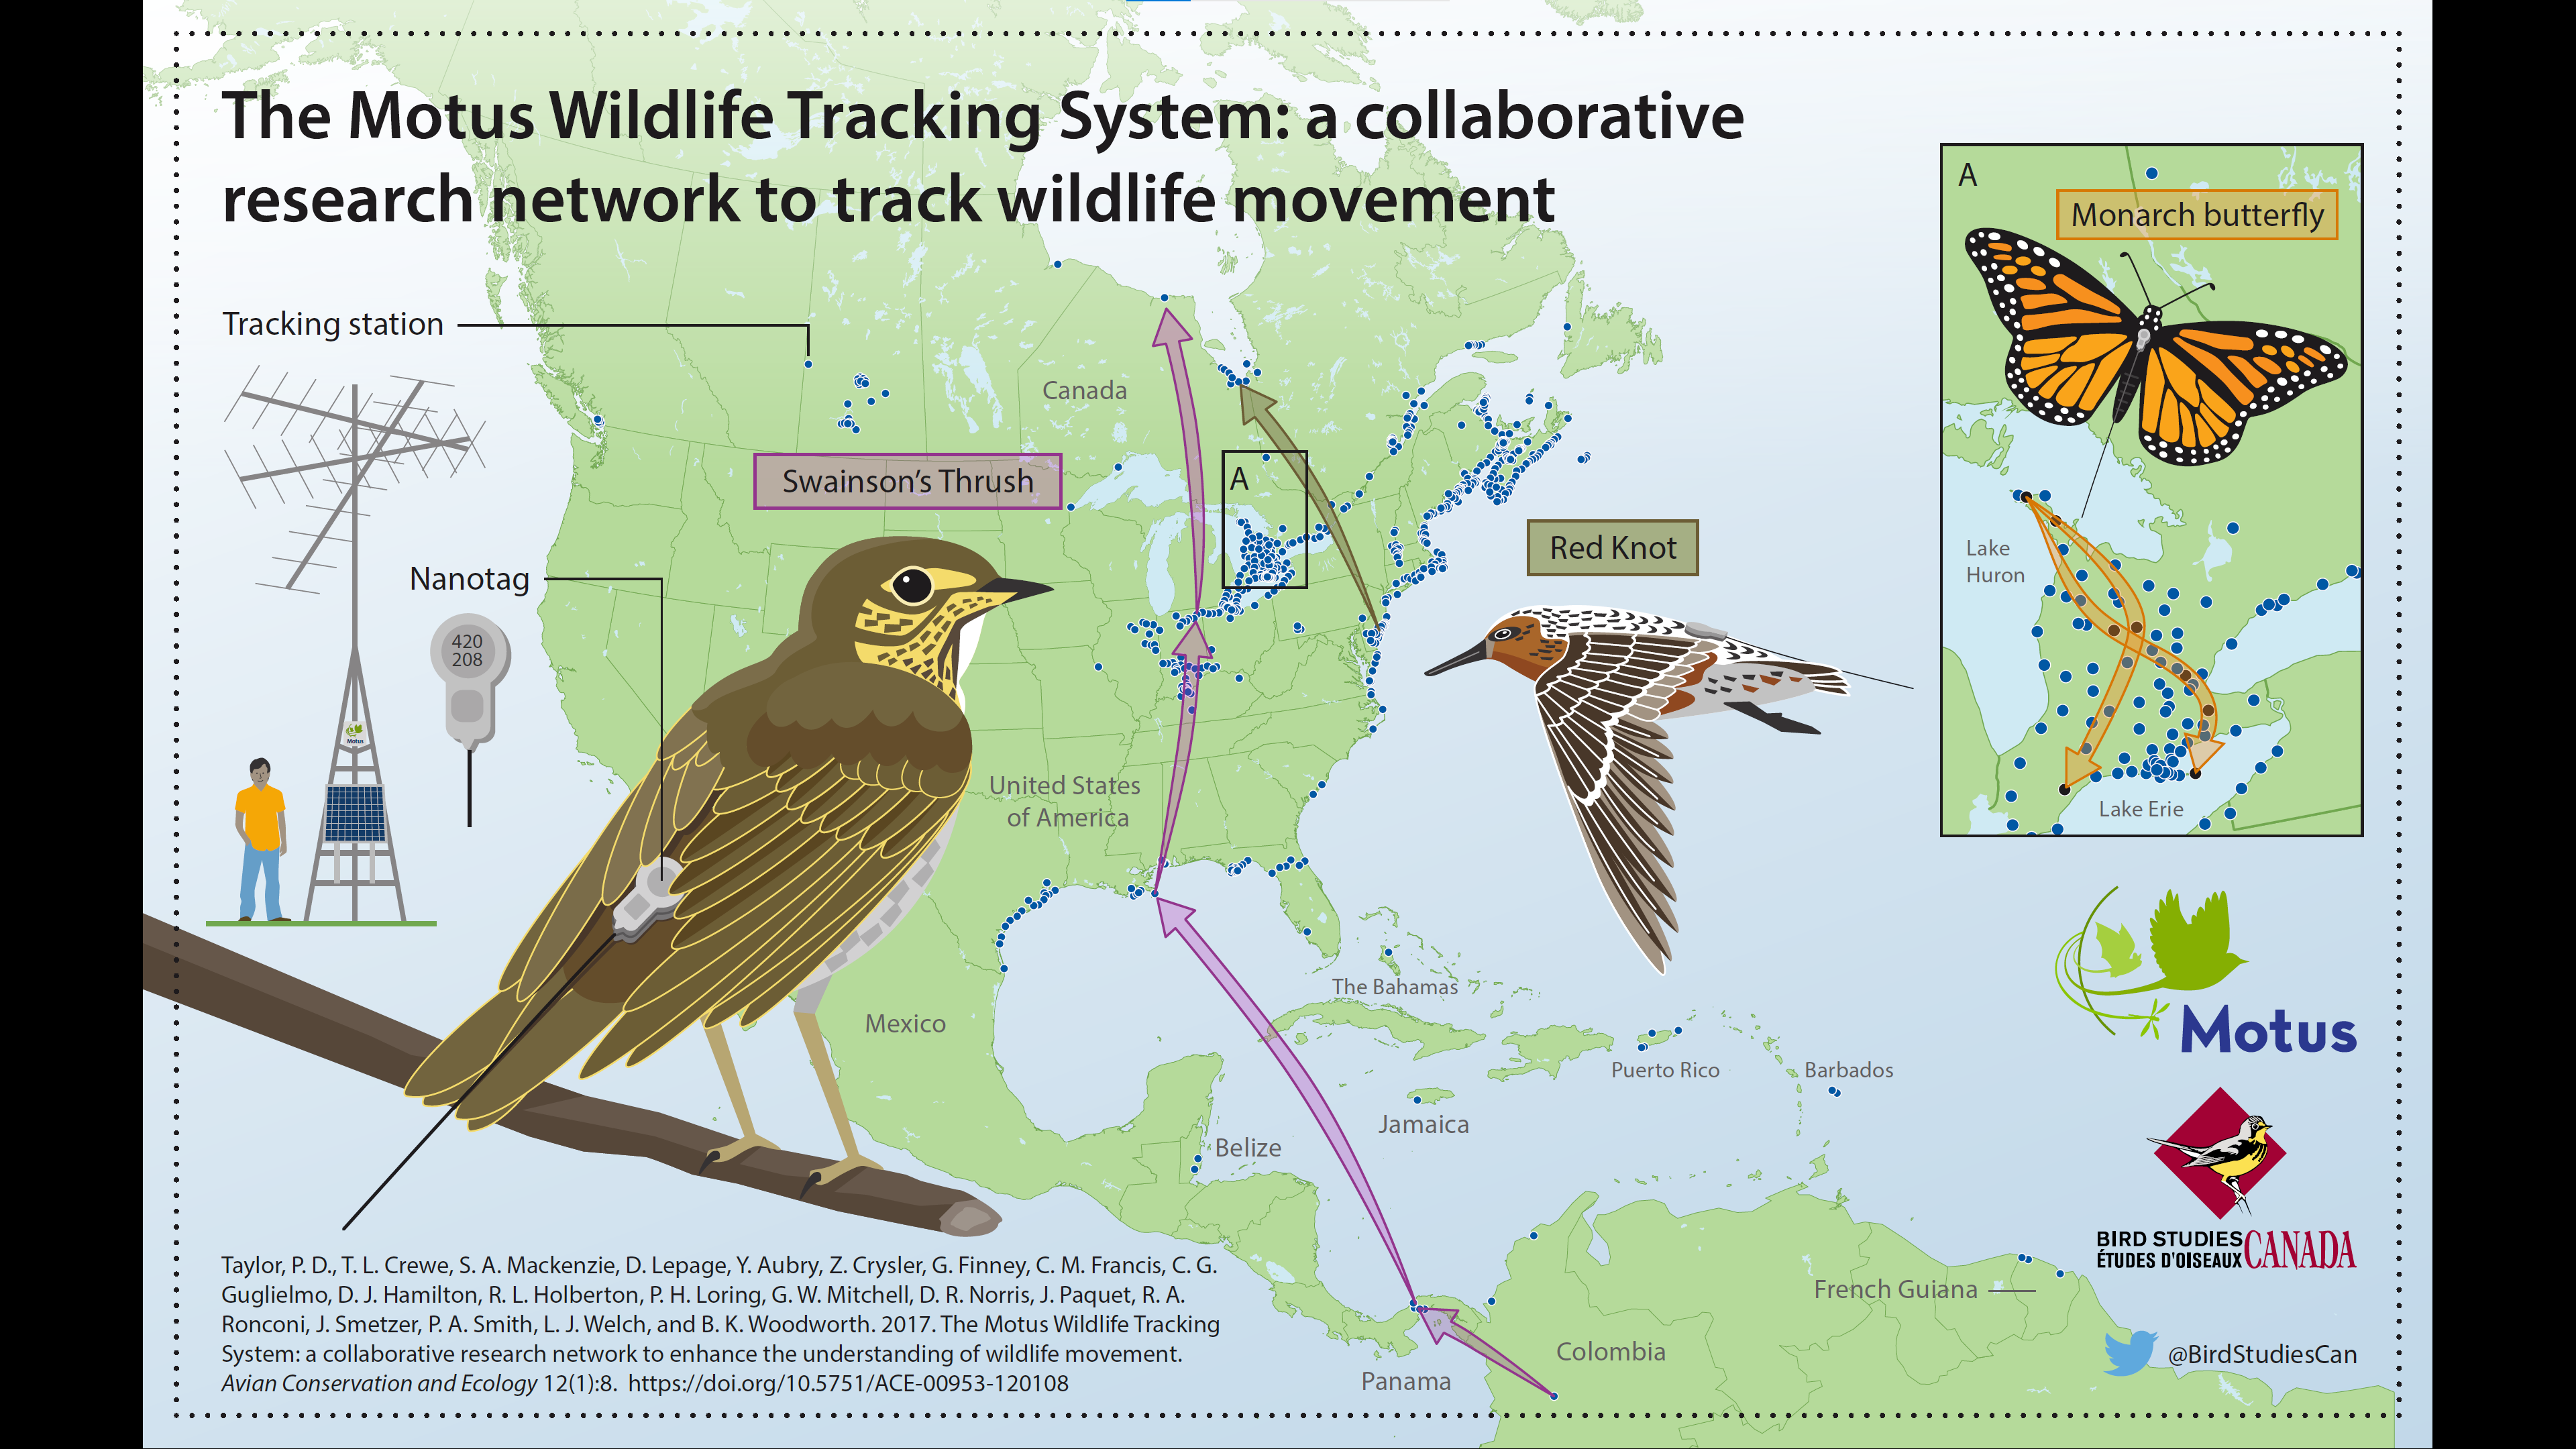 The Motus Wildlife Tracking System: a collaborative
research network to track wildlife movement
Tracking station
Nanotag
420
208
Motus
Swainson's Thrush
Canada
A
Red Knot
United States
of America
Mexico
The Bahamas
Puerto Rico
Barbados
Jamaica
Belize
French Guiana
Colombia
Panama
A
Monarch butterfly
Lake
Huron
Lake Erie
Motus
BIRD STUDIES
ÉTUDES D'OISEAUX CANADA
@BirdStudiesCan
Taylor, P. D., T. L. Crewe, S. A. Mackenzie, D. Lepage, Y. Aubry, Z. Crysler, G. Finney, C. M. Francis, C. G.
Guglielmo, D. J. Hamilton, R. L. Holberton, P. H. Loring, G. W. Mitchell, D. R. Norris, J. Paquet, R. A.
Ronconi, J. Smetzer, P. A. Smith, L. J. Welch, and B. K. Woodworth. 2017. The Motus Wildlife Tracking
System: a collaborative research network to enhance the understanding of wildlife movement.
Avian Conservation and Ecology 12(1):8. https://doi.org/10.5751/ACE-00953-120108